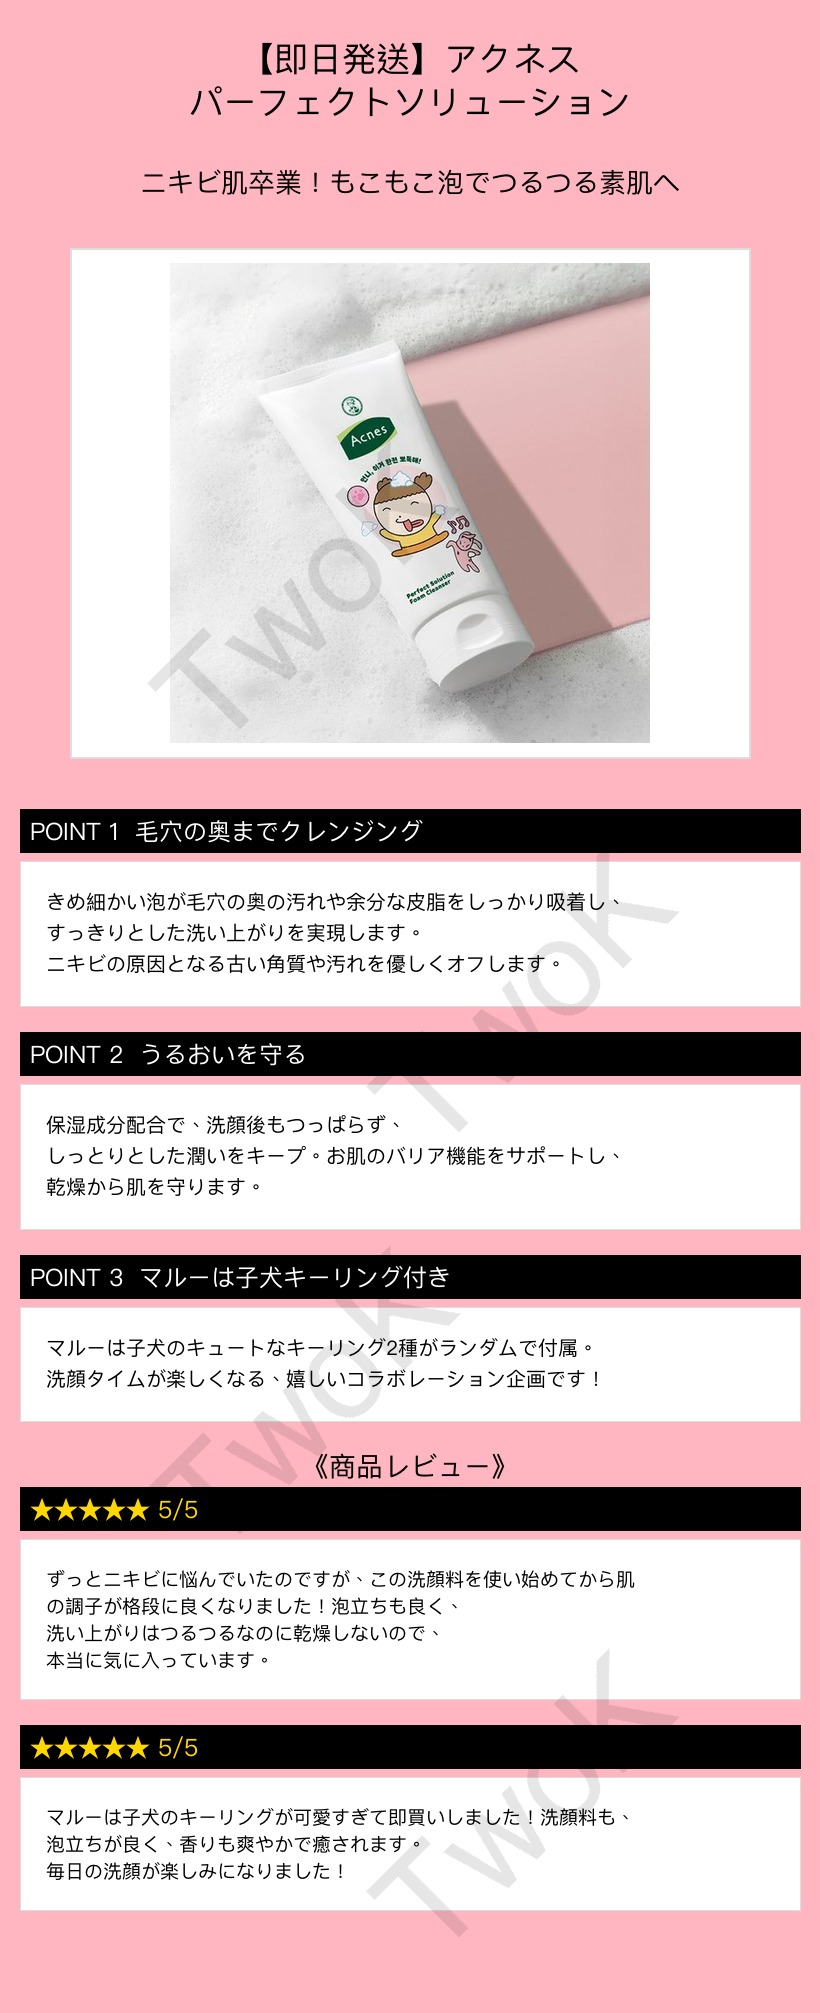 【即日発送】アクネス
パーフェクトソリューション
ニキビ肌卒業！もこもこ泡でつるつる素肌へ
Acnes
언니, 이거 완전 뽀득해!
Perfect Solution
Foam Cleanser
TwoK
POINT 1 毛穴の奥までクレンジング
きめ細かい泡が毛穴の奥の汚れや余分な皮脂をしっかり吸着し、
すっきりとした洗い上がりを実現します。
ニキビの原因となる古い角質や汚れを優しくオフします。
TwoK
POINT 2 うるおいを守る
保湿成分配合で、洗顔後もつっぱらず、
しっとりとした潤いをキープ。お肌のバリア機能をサポートし、
乾燥から肌を守ります。
POINT 3 マルーは子犬キーリング付き
マルーは子犬のキュートなキーリング2種がランダムで付属。
洗顔タイムが楽しくなる、嬉しいコラボレーション企画です！
TwoK
《商品レビュー》
★★★★★ 5/5
ずっとニキビに悩んでいたのですが、この洗顔料を使い始めてから肌
の調子が格段に良くなりました！泡立ちも良く、
洗い上がりはつるつるなのに乾燥しないので、
本当に気に入っています。
★★★★★ 5/5
マルーは子犬のキーリングが可愛すぎて即買いしました！洗顔料も、
泡立ちが良く、香りも爽やかで癒されます。
毎日の洗顔が楽しみになりました！
TwoK